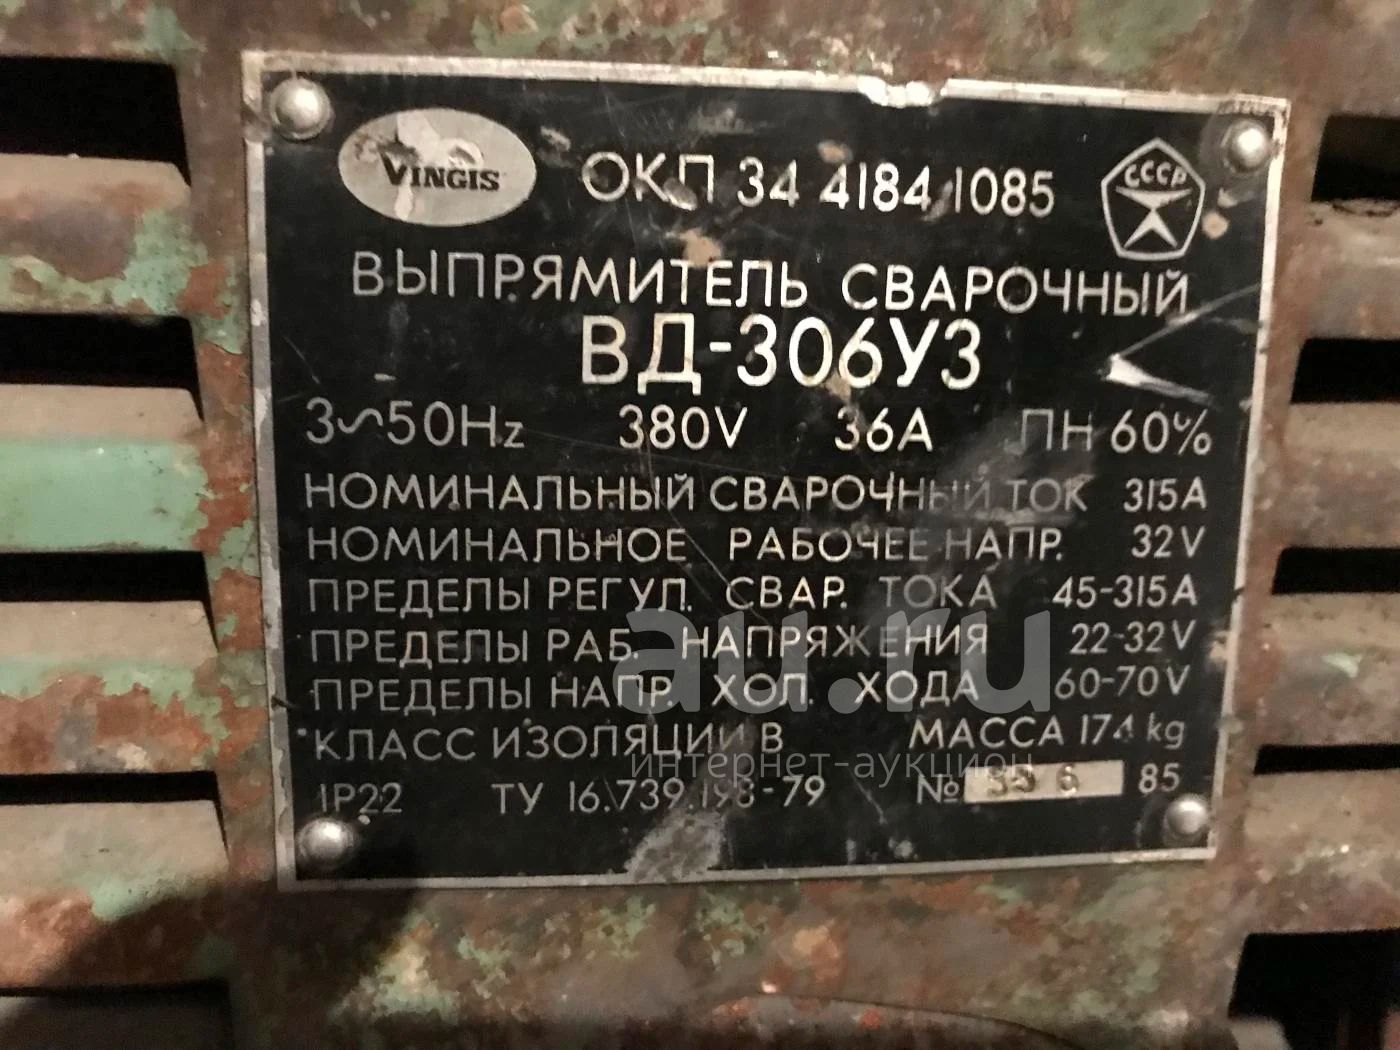 VINGIS
ОКП 34 4184 1085
СССР
ВЫПРЯМИТЕЛЬ СВАРОЧНЫЙ
ВД-306У3
3~50Hz 380V 36A ПН 60%
НОМИНАЛЬНЫЙ СВАРОЧНЫЙ ТОК 315A
НОМИНАЛЬНОЕ РАБОЧЕЕ НАПР. 32V
ПРЕДЕЛЫ РЕГУЛ. СВАР. ТОКА 45-315A
ПРЕДЕЛЫ РАБ. НАПРЯЖЕНИЯ 22-32V
ПРЕДЕЛЫ НАПР. ХОЛ. ХОДА 60-70V
КЛАСС ИЗОЛЯЦИИ В МАССА 174 kg
IP22 ТУ 16.739.198-79 № 85
au.ru
интернет-аукцион